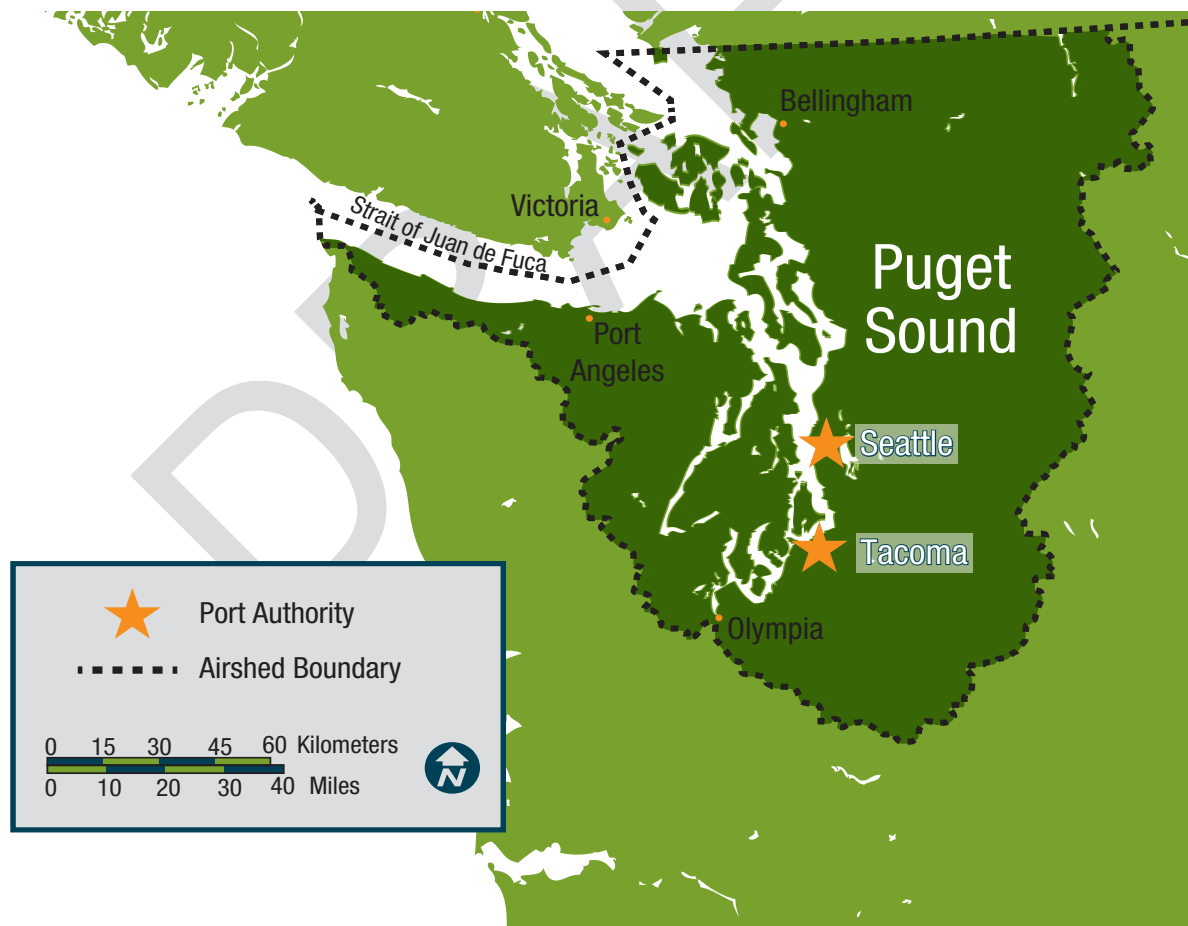 Bellingham
Victoria
Strait of Juan de Fuca
Puget
Sound
Port
Angeles
Seattle
Tacoma
Olympia
Port Authority
Airshed Boundary
0 15 30 45 60 Kilometers
0 10 20 30 40 Miles
N